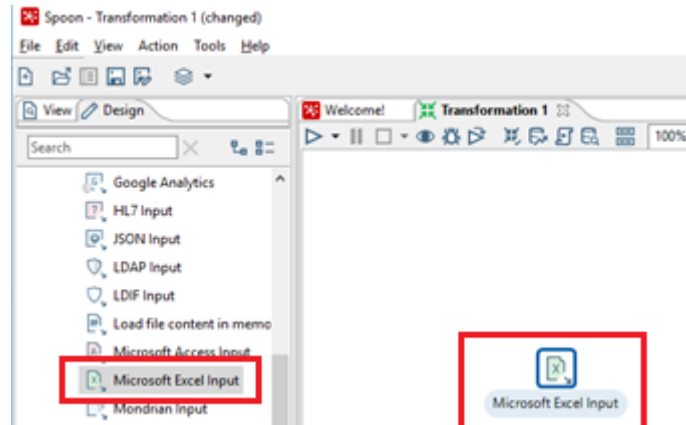 Spoon - Transformation 1 (changed)
File Edit View Action Tools Help
View Design
Welcome! Transformation 1
Search
100%
Google Analytics
HL7 Input
JSON Input
LDAP Input
LDIF Input
Load file content in memo
Microsoft Access Input
Microsoft Excel Input
Mondrian Input
Microsoft Excel Input